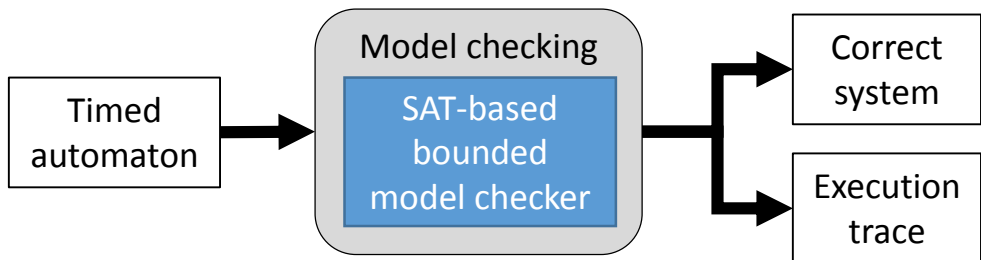 Timed
automaton
Model checking
SAT-based
bounded
model checker
Correct
system
Execution
trace